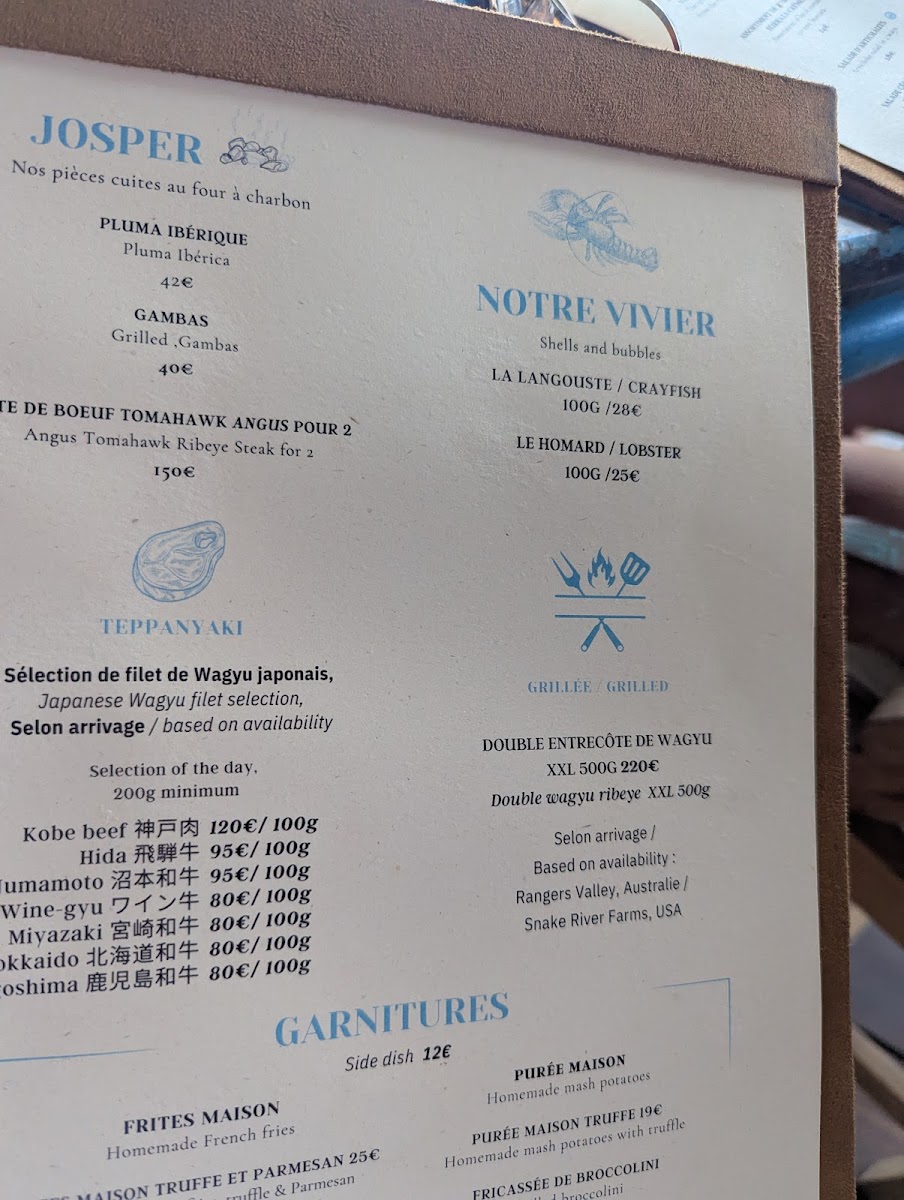 JOSPER
Nos pièces cuites au four à charbon
PLUMA IBÉRIQUE
Pluma Ibérica
42€
GAMBAS
Grilled ,Gambas
40€
TE DE BOEUF TOMAHAWK ANGUS POUR 2
Angus Tomahawk Ribeye Steak for 2
150€
TEPPANYAKI
Sélection de filet de Wagyu japonais,
Japanese Wagyu filet selection,
Selon arrivage / based on availability
Selection of the day,
200g minimum
Kobe beef 神戸肉 120€/ 100g
Hida 飛騨牛 95€/ 100g
umamoto 沼本和牛 95€/ 100g
Wine-gyu ワイン牛 80€/ 100g
Miyazaki 宮崎和牛 80€/ 100g
okkaido 北海道和牛 80€/ 100g
goshima 鹿児島和牛 80€/ 100g
NOTRE VIVIER
Shells and bubbles
LA LANGOUSTE / CRAYFISH
100G /28€
LE HOMARD / LOBSTER
100G /25€
GRILLÉE / GRILLED
DOUBLE ENTRECÔTE DE WAGYU
XXL 500G 220€
Double wagyu ribeye XXL 500g
Selon arrivage /
Based on availability :
Rangers Valley, Australie /
Snake River Farms, USA
GARNITURES
Side dish 12€
FRITES MAISON
Homemade French fries
MAISON TRUFFE ET PARMESAN 25€
truffle & Parmesan
PURÉE MAISON
Homemade mash potatoes
PURÉE MAISON TRUFFE 19€
Homemade mash potatoes with truffle
FRICASSÉE DE BROCCOLINI
broccolini
SALADE D'ARTICHAUTS